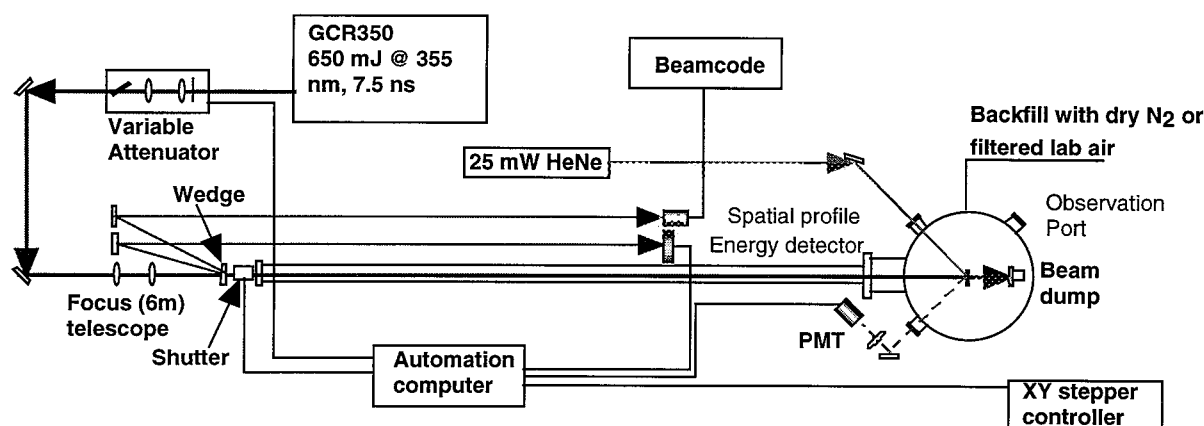 GCR350
650 mJ @ 355
nm, 7.5 ns
Beamcode
Variable
Attenuator
Backfill with dry N2 or
filtered lab air
25 mW HeNe
Wedge
Spatial profile
Energy detector
Observation
Port
Beam
dump
Focus (6m)
telescope
Shutter
PMT
Automation
computer
XY stepper
controller